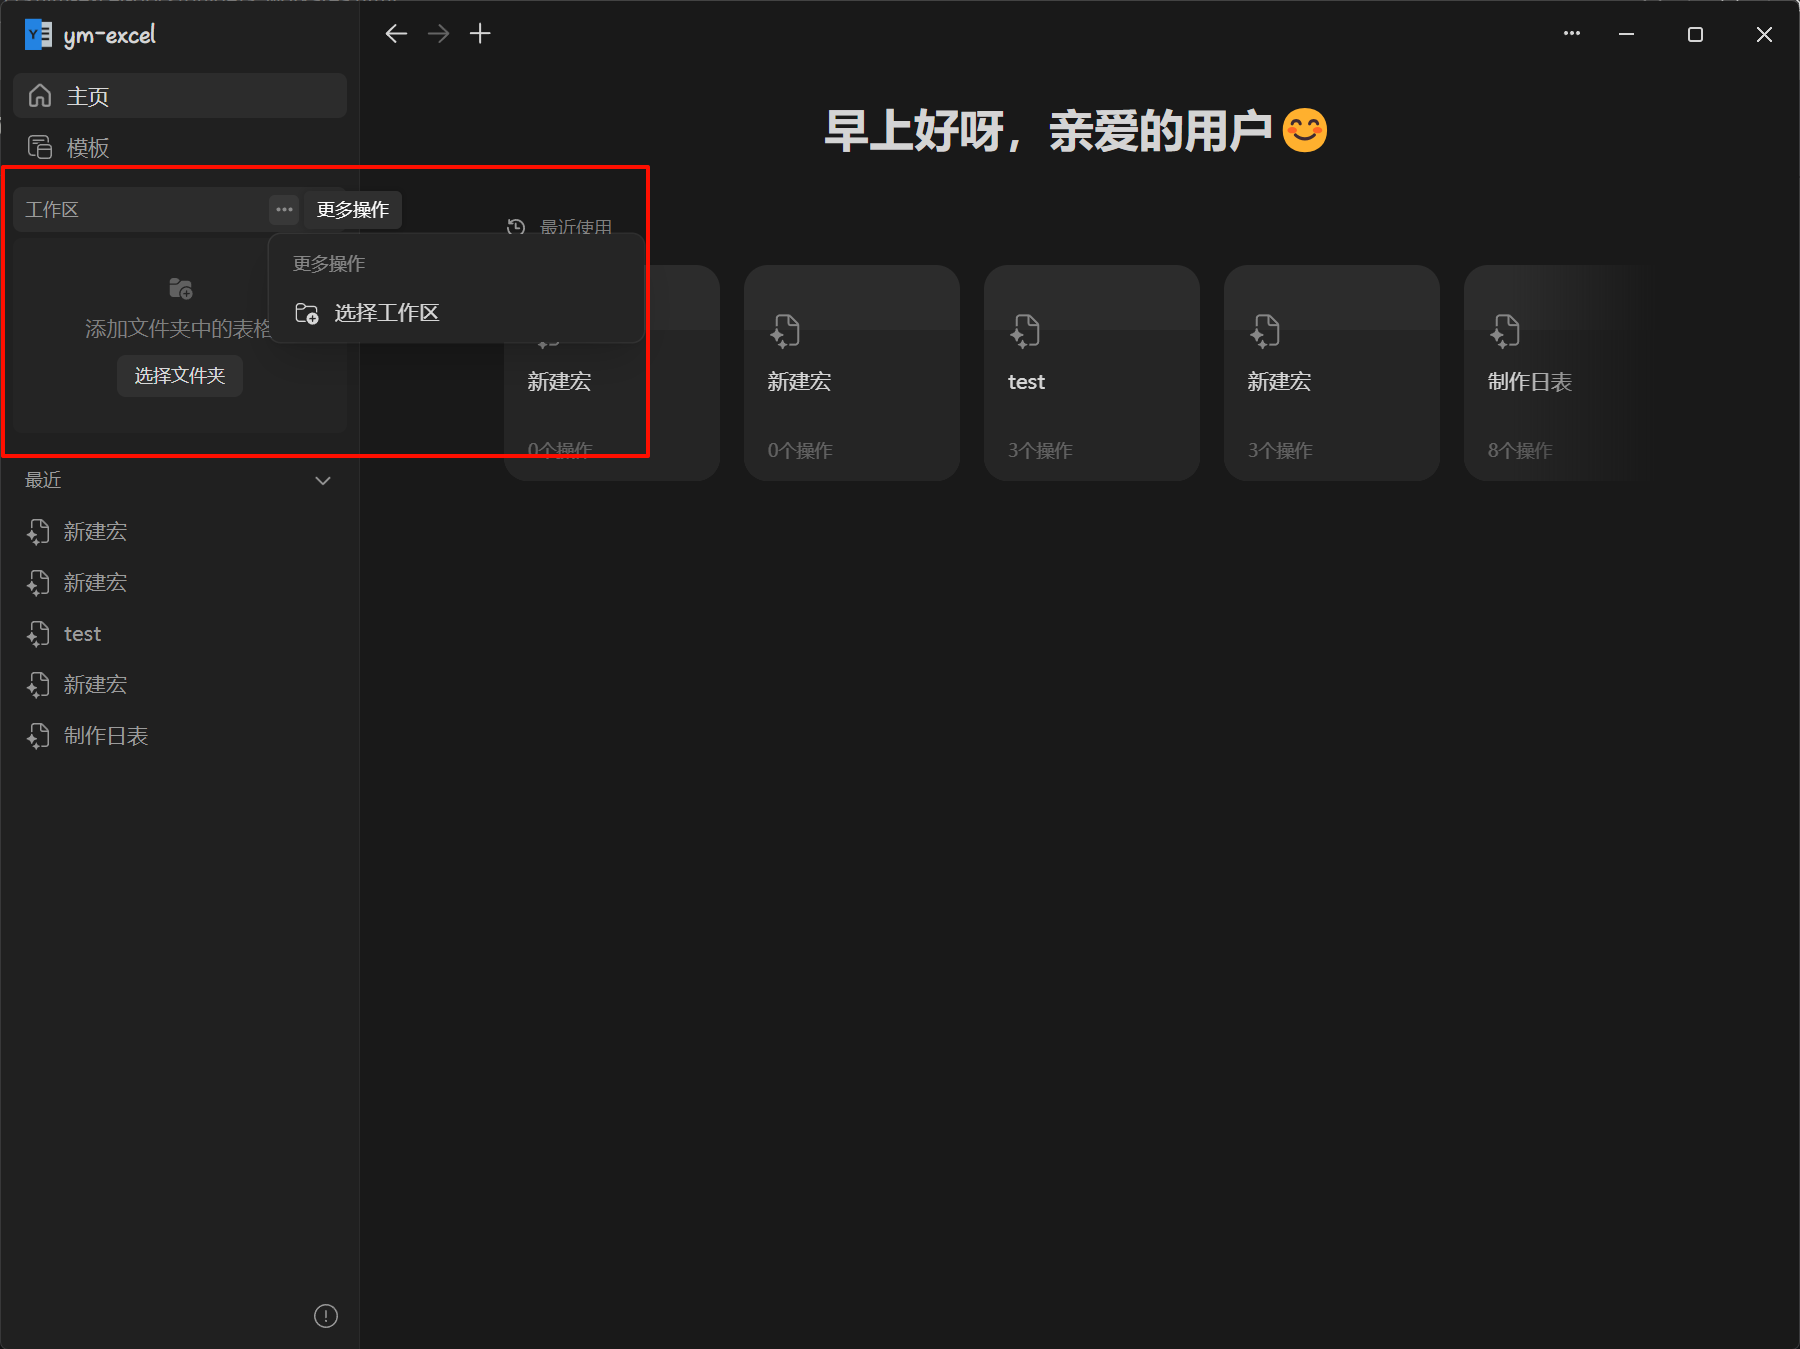 ym-excel
主页
模板
工作区
更多操作
更多操作
选择工作区
添加文件夹中的表格
选择文件夹
最近
新建宏
新建宏
test
新建宏
制作日表
早上好呀，亲爱的用户😊
最近使用
新建宏
0个操作
新建宏
0个操作
test
3个操作
新建宏
3个操作
制作日表
8个操作